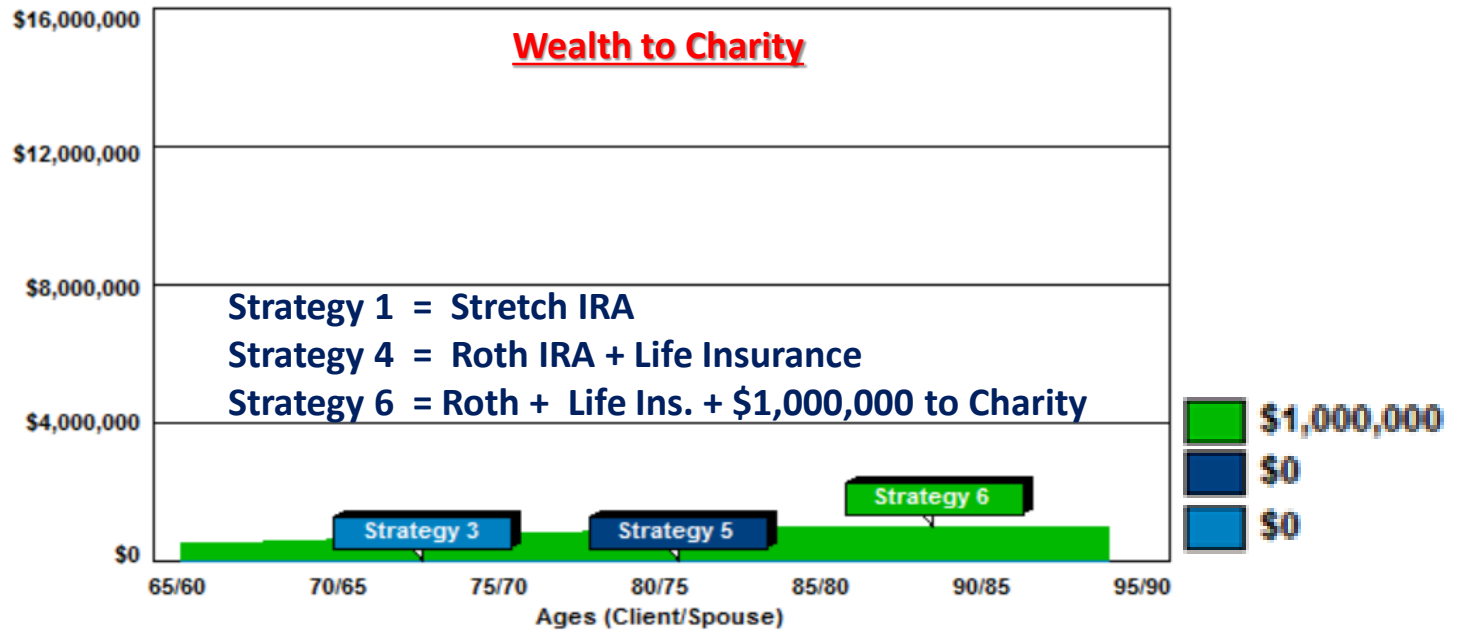 $16,000,000
Wealth to Charity
$12,000,000
$8,000,000
Strategy 1 = Stretch IRA
Strategy 4 = Roth IRA + Life Insurance
Strategy 6 = Roth + Life Ins. + $1,000,000 to Charity
$4,000,000
$1,000,000
$0
$0
Strategy 6
Strategy 3
Strategy 5
$0
65/60 70/65 75/70 80/75 85/80 90/85 95/90
Ages (Client/Spouse)